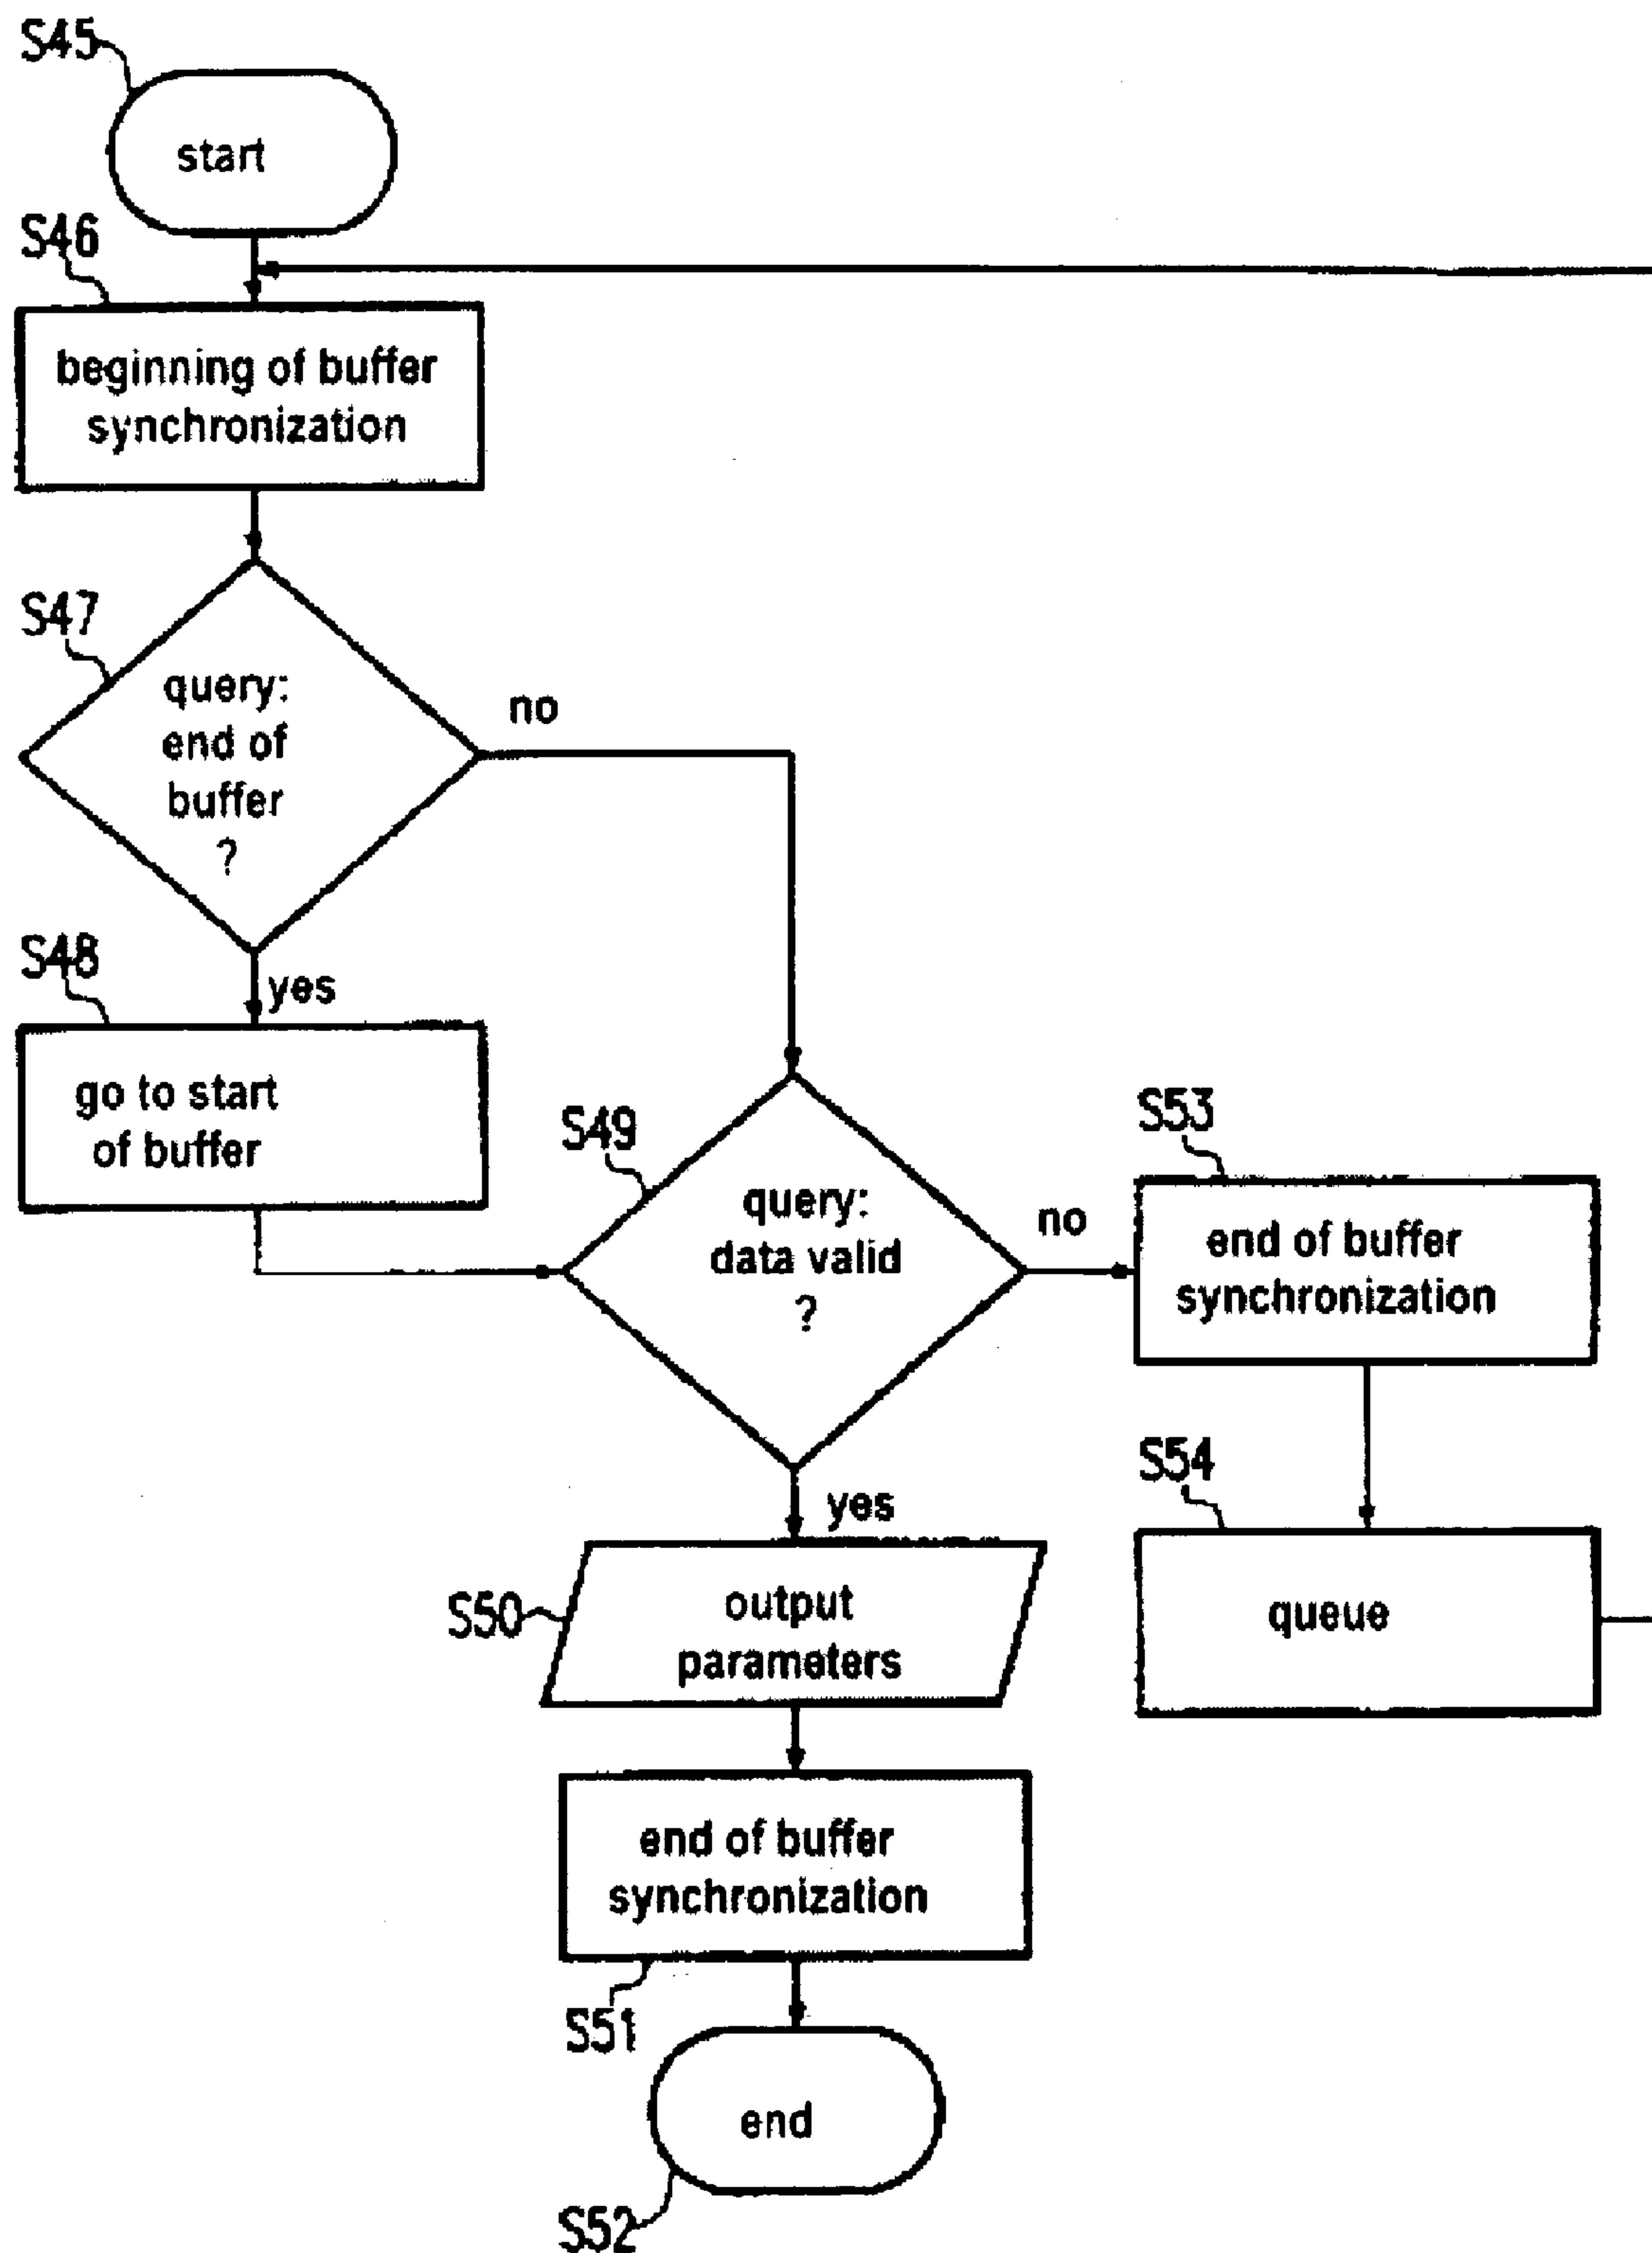 S45
start
S46
beginning of buffer
synchronization
S47
query:
end of
buffer
?
no
S48
yes
go to start
of buffer
S49
query:
data valid
?
no
S53
end of buffer
synchronization
yes
S54
queue
S50
output
parameters
end of buffer
synchronization
S51
end
S52